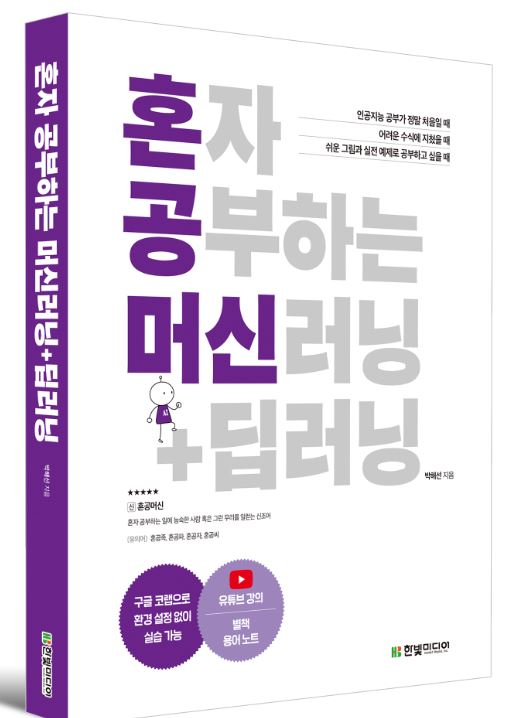 혼자 공부하는 머신러닝+딥러닝
박해선 지음
한빛미디어
인공지능 공부가 정말 처음일 때
어려운 수식에 지쳤을 때
쉬운 그림과 실전 예제로 공부하고 싶을 때
혼자
공부하는
머신러닝
+딥러닝
박해선 지음
★★★★★
[신] 혼공머신
혼자 공부하는 일에 능숙한 사람 혹은 그런 무리를 일컫는 신조어
(유의어) 혼공족, 혼공파, 혼공자, 혼공씨
구글 코랩으로
환경 설정 없이
실습 가능
유튜브 강의
별책
용어 노트
한빛미디어